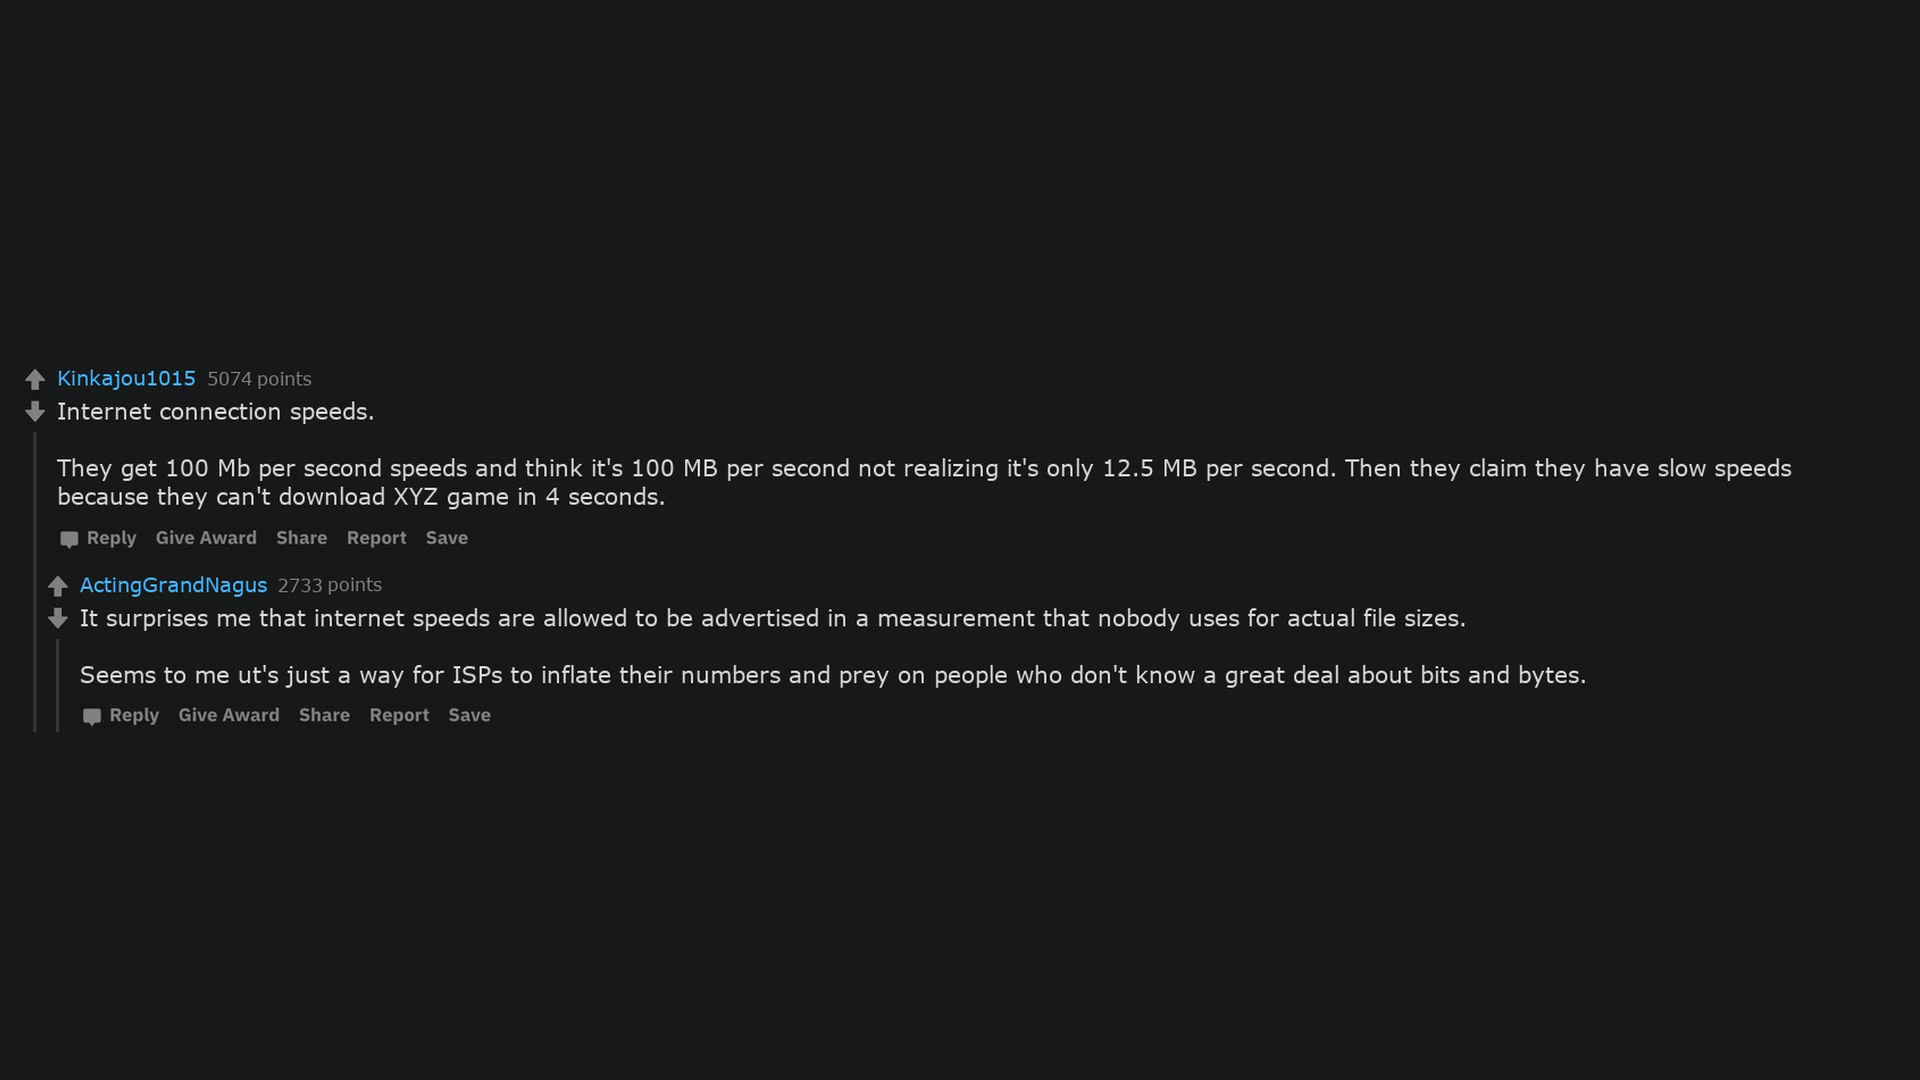 Kinkajou1015 5074 points
Internet connection speeds.
They get 100 Mb per second speeds and think it's 100 MB per second not realizing it's only 12.5 MB per second. Then they claim they have slow speeds
because they can't download XYZ game in 4 seconds.
Reply Give Award Share Report Save
ActingGrandNagus 2733 points
It surprises me that internet speeds are allowed to be advertised in a measurement that nobody uses for actual file sizes.
Seems to me ut's just a way for ISPs to inflate their numbers and prey on people who don't know a great deal about bits and bytes.
Reply Give Award Share Report Save